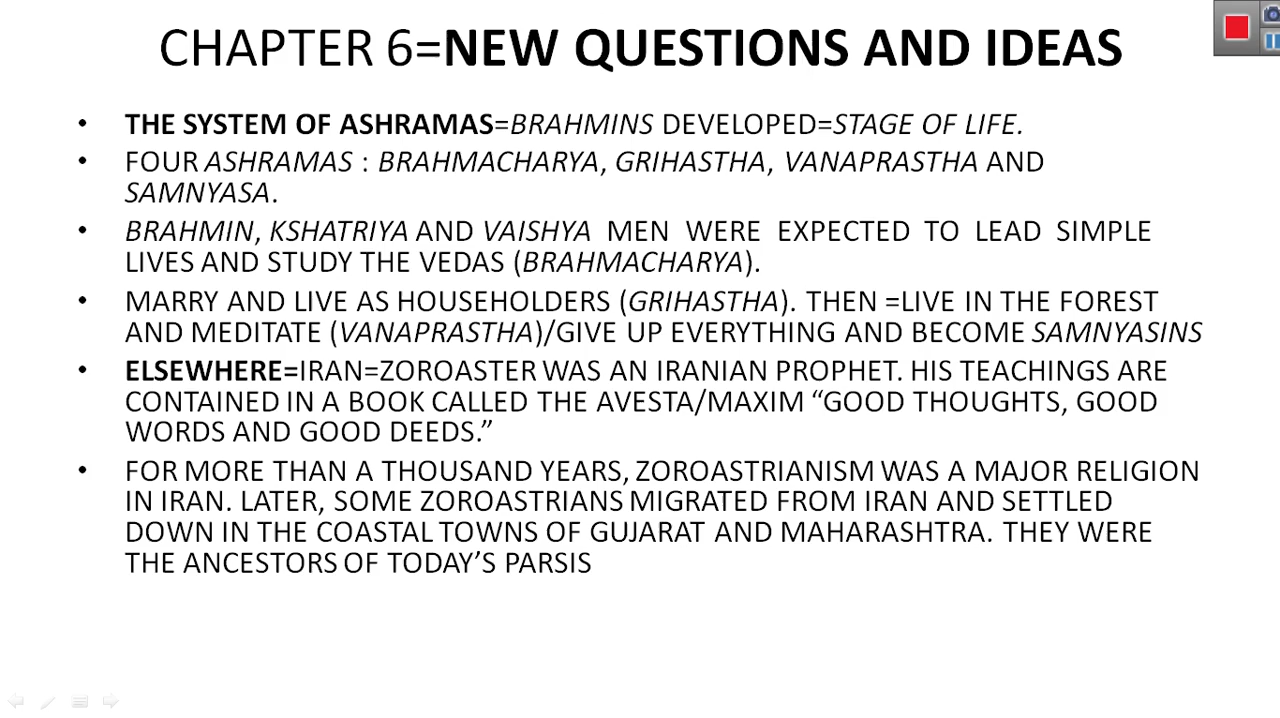 CHAPTER 6=NEW QUESTIONS AND IDEAS
• THE SYSTEM OF ASHRAMAS=BRAHMINS DEVELOPED=STAGE OF LIFE.
• FOUR ASHRAMAS : BRAHMACHARYA, GRIHASTHA, VANAPRASTHA AND
SAMNYASA.
• BRAHMIN, KSHATRIYA AND VAISHYA MEN WERE EXPECTED TO LEAD SIMPLE
LIVES AND STUDY THE VEDAS (BRAHMACHARYA).
• MARRY AND LIVE AS HOUSEHOLDERS (GRIHASTHA). THEN =LIVE IN THE FOREST
AND MEDITATE (VANAPRASTHA)/GIVE UP EVERYTHING AND BECOME SAMNYASINS
• ELSEWHERE=IRAN=ZOROASTER WAS AN IRANIAN PROPHET. HIS TEACHINGS ARE
CONTAINED IN A BOOK CALLED THE AVESTA/MAXIM “GOOD THOUGHTS, GOOD
WORDS AND GOOD DEEDS.”
• FOR MORE THAN A THOUSAND YEARS, ZOROASTRIANISM WAS A MAJOR RELIGION
IN IRAN. LATER, SOME ZOROASTRIANS MIGRATED FROM IRAN AND SETTLED
DOWN IN THE COASTAL TOWNS OF GUJARAT AND MAHARASHTRA. THEY WERE
THE ANCESTORS OF TODAY’S PARSIS